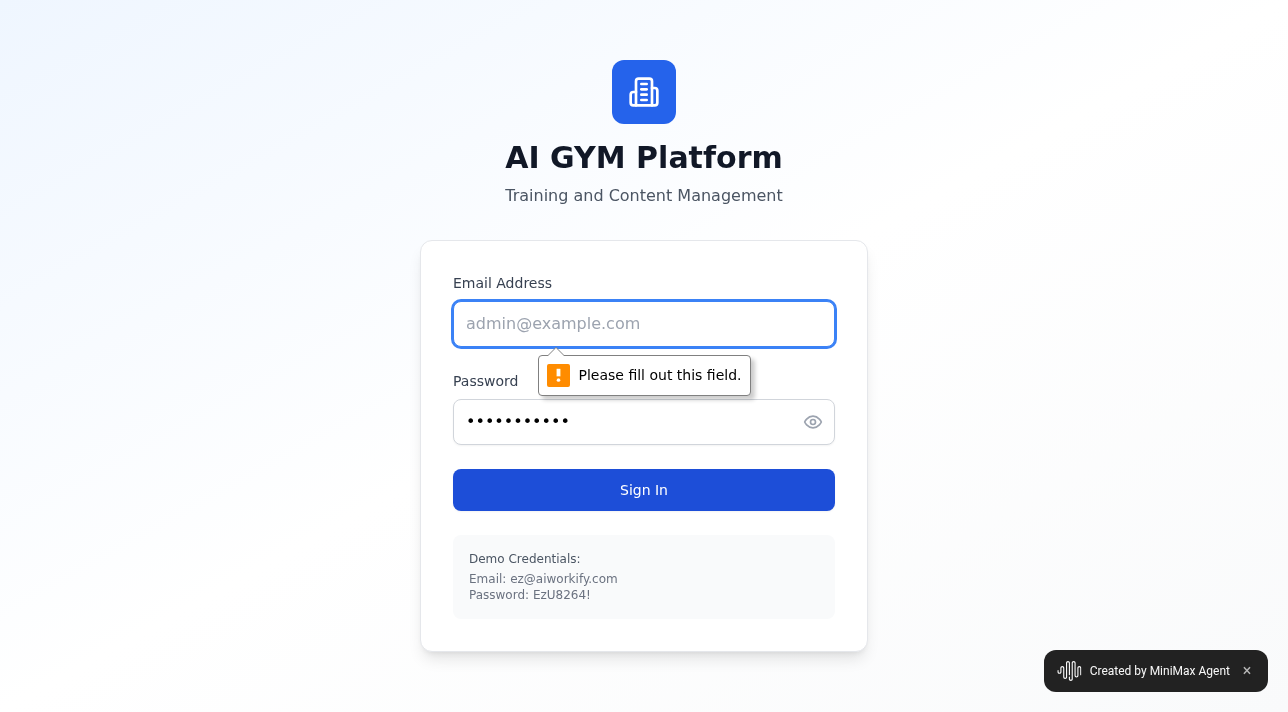 AI GYM Platform
Training and Content Management
Email Address
admin@example.com
Please fill out this field.
Password
•••••••••••
Sign In
Demo Credentials:
Email: ez@aiworkify.com
Password: EzU8264!
Created by MiniMax Agent ×